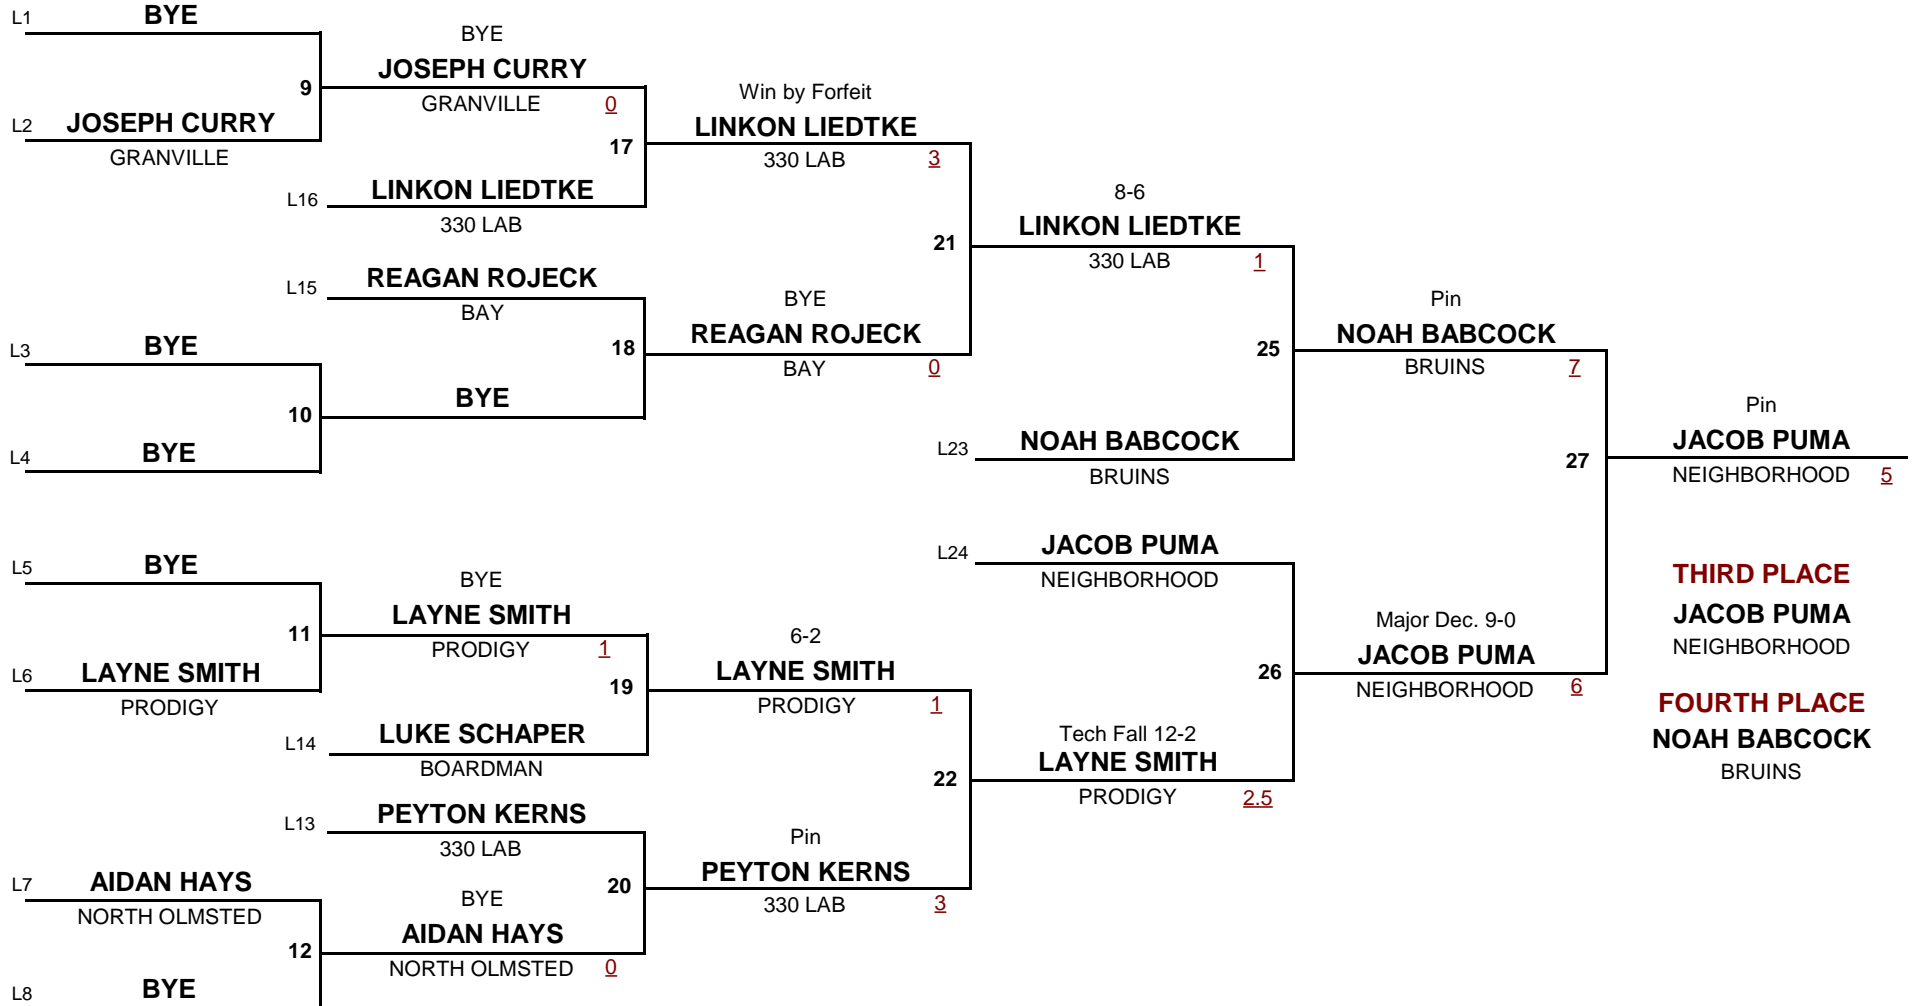 L1 BYE
BYE
JOSEPH CURRY
9
GRANVILLE 0
Win by Forfeit
LINKON LIEDTKE
L2 JOSEPH CURRY
GRANVILLE
17
330 LAB 3
L16 LINKON LIEDTKE
330 LAB
8-6
LINKON LIEDTKE
21
330 LAB 1
L15 REAGAN ROJECK
BAY
BYE
REAGAN ROJECK
18
BAY 0
L3 BYE
10
BYE
L4 BYE
Pin
NOAH BABCOCK
25
BRUINS 7
L23 NOAH BABCOCK
BRUINS
Pin
JACOB PUMA
27
NEIGHBORHOOD 5
L24 JACOB PUMA
NEIGHBORHOOD
L5 BYE
BYE
LAYNE SMITH
11
PRODIGY 1
L6 LAYNE SMITH
PRODIGY
6-2
LAYNE SMITH
19
PRODIGY 1
L14 LUKE SCHAPER
BOARDMAN
Major Dec. 9-0
JACOB PUMA
26
NEIGHBORHOOD 6
Tech Fall 12-2
LAYNE SMITH
22
PRODIGY 2.5
L13 PEYTON KERNS
330 LAB
Pin
PEYTON KERNS
20
330 LAB 3
L7 AIDAN HAYS
NORTH OLMSTED
BYE
AIDAN HAYS
12
NORTH OLMSTED 0
L8 BYE
THIRD PLACE
JACOB PUMA
NEIGHBORHOOD
FOURTH PLACE
NOAH BABCOCK
BRUINS